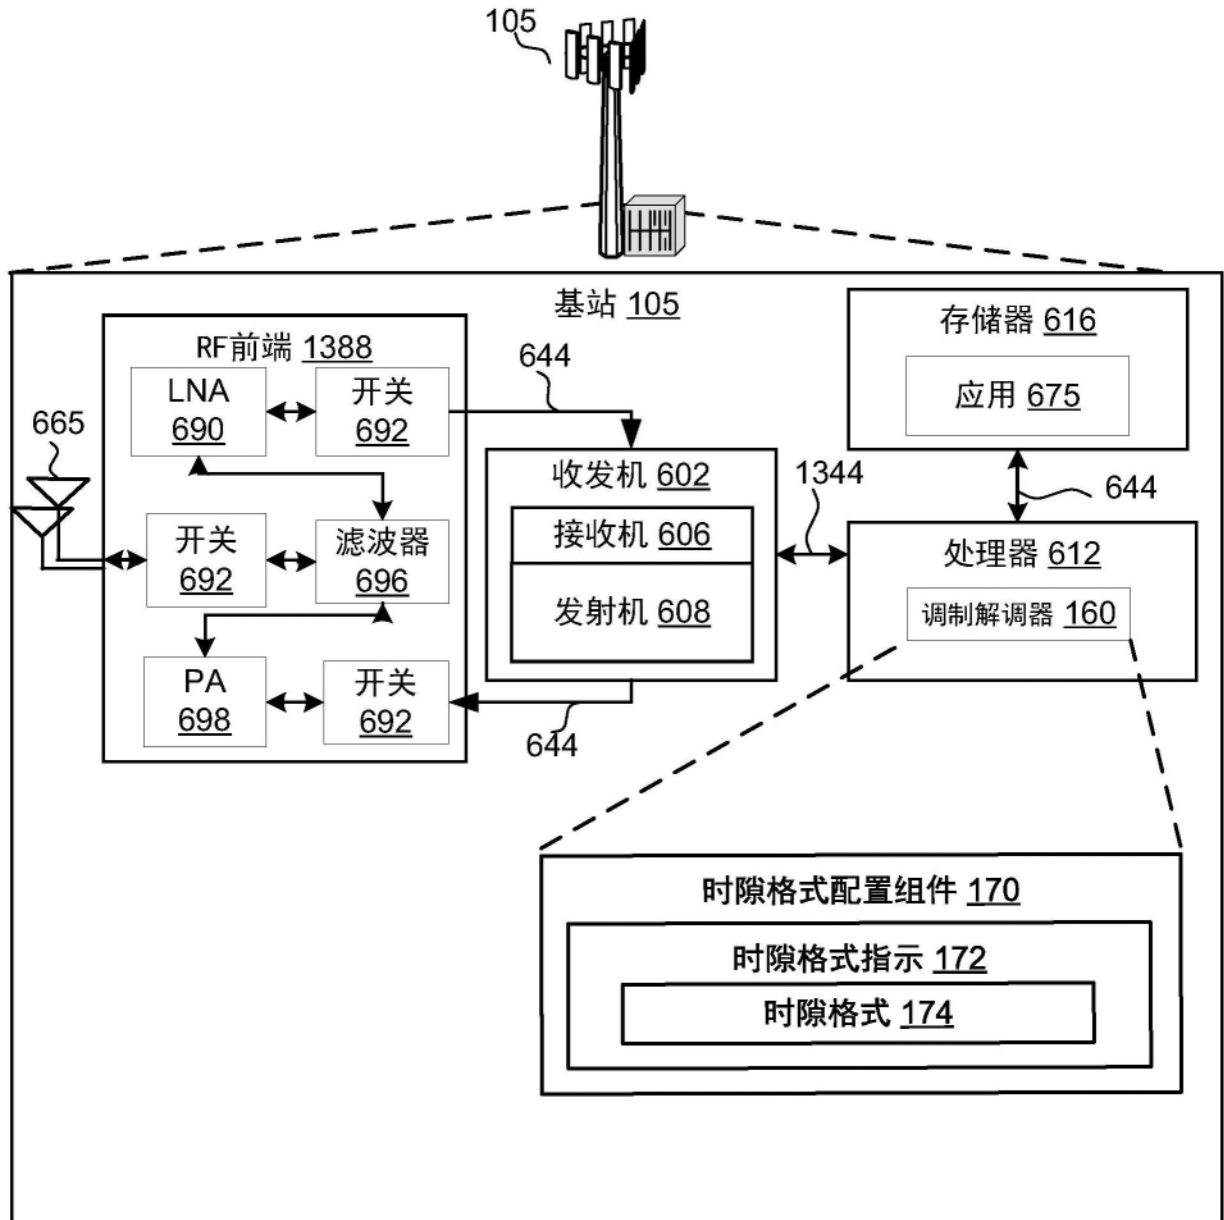 105
基站 105
RF前端 1388
LNA
690
开关
692
665
开关
692
滤波器
696
PA
698
开关
692
644
收发机 602
接收机 606
发射机 608
644
1344
存储器 616
应用 675
644
处理器 612
调制解调器 160
时隙格式配置组件 170
时隙格式指示 172
时隙格式 174